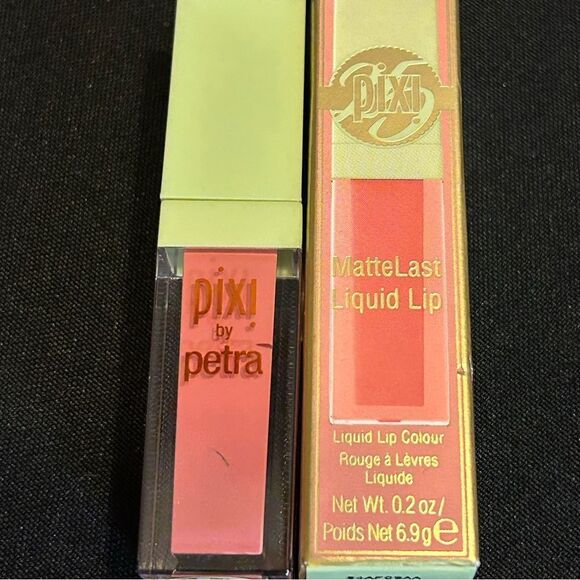 pixi
by
petra
pixi
MatteLast
Liquid Lip
Liquid Lip Colour
Rouge à Lèvres
Liquide
Net Wt. 0.2 oz/
Poids Net 6.9g e